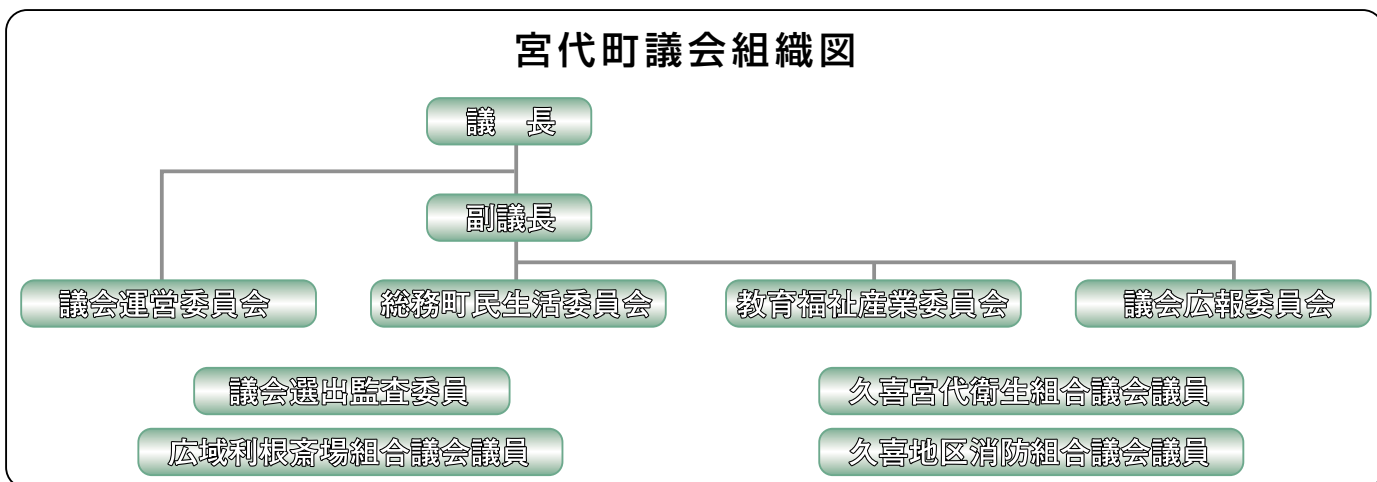 宮代町議会組織図
議　長
副議長
議会運営委員会
総務町民生活委員会
教育福祉産業委員会
議会広報委員会
議会選出監査委員
久喜宮代衛生組合議会議員
広域利根斎場組合議会議員
久喜地区消防組合議会議員